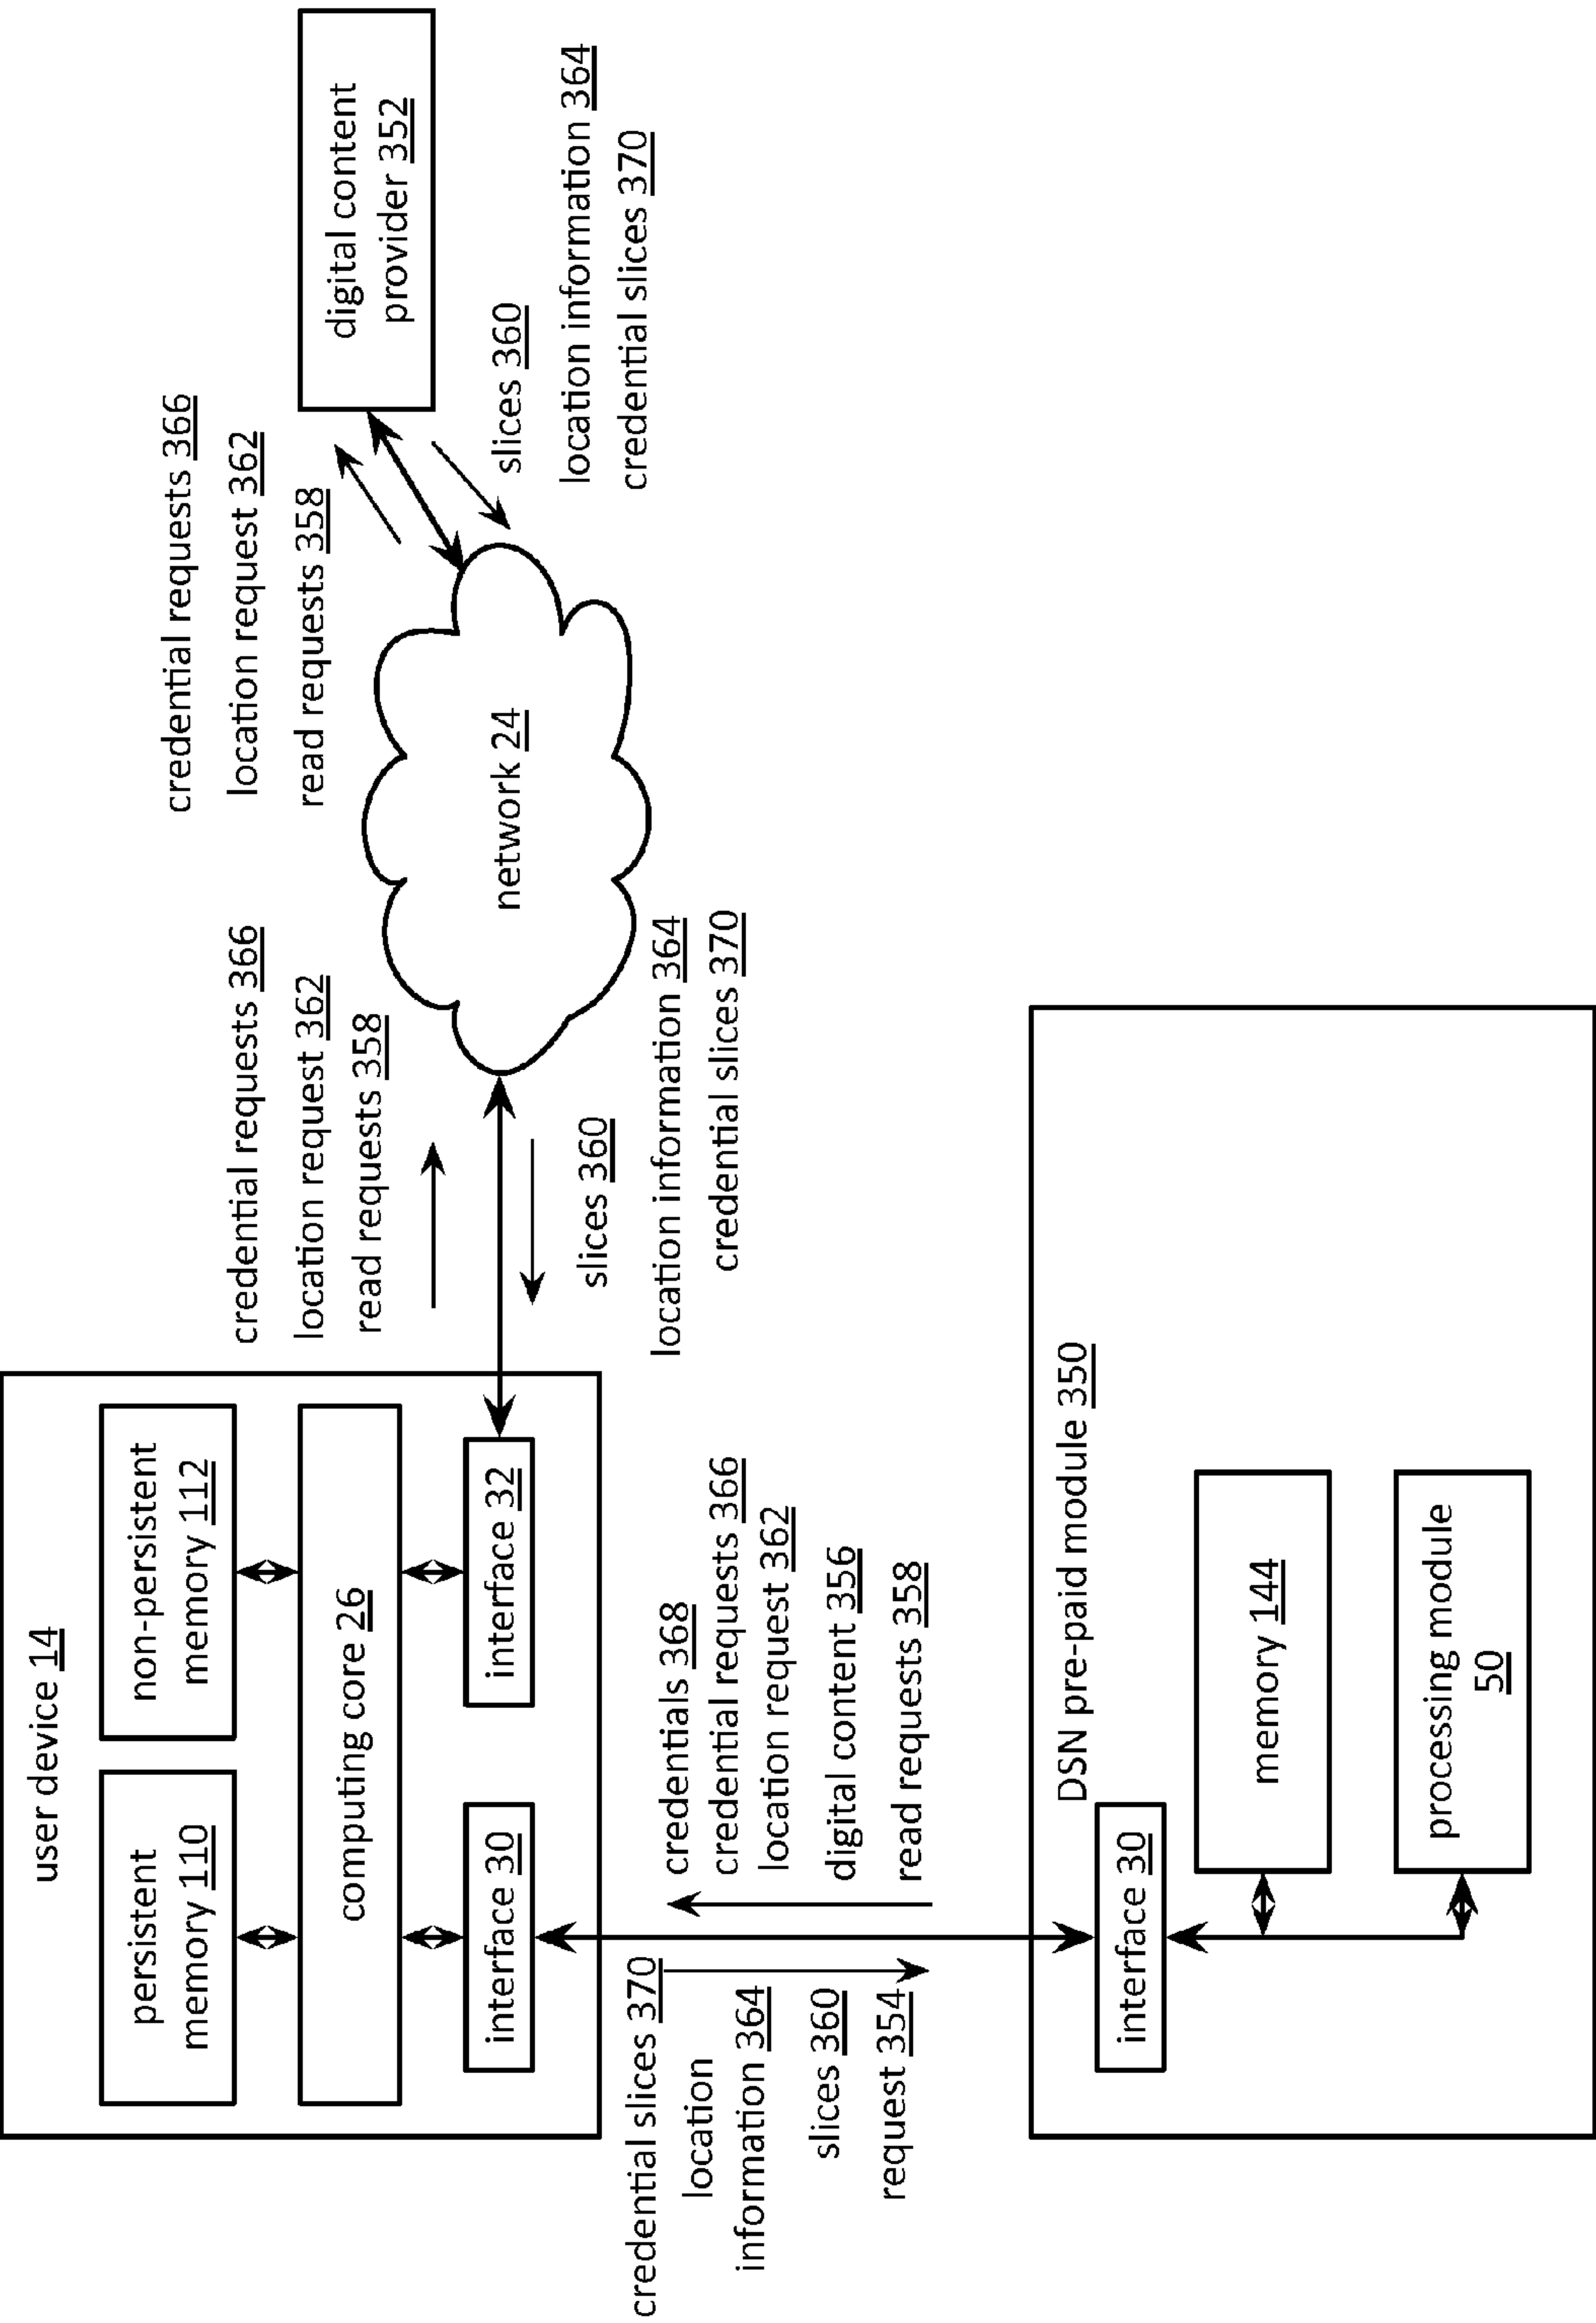 user device 14
persistent
memory 110
non-persistent
memory 112
computing core 26
interface 30
interface 32
credential requests 366
location request 362
read requests 358
slices 360
location information 364
credential slices 370
network 24
credential requests 366
location request 362
read requests 358
digital content
provider 352
slices 360
location information 364
credential slices 370
credential slices 370
location
information 364
slices 360
request 354
credentials 368
credential requests 366
location request 362
digital content 356
read requests 358
DSN pre-paid module 350
interface 30
memory 144
processing module
50